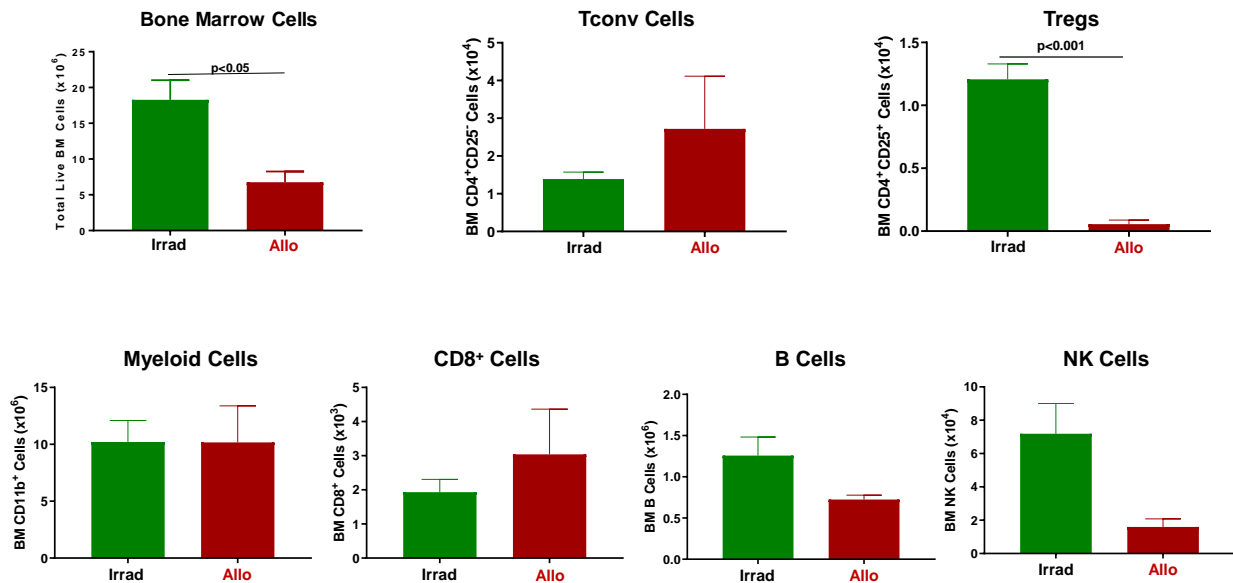 Bone Marrow Cells
Total Live BM Cells (x10⁶)
25
20
15
10
5
0
p<0.05
Irrad
Allo
Tconv Cells
BM CD4⁺CD25⁻ Cells (x10⁴)
5
4
3
2
1
0
Irrad
Allo
Tregs
BM CD4⁺CD25⁺ Cells (x10⁴)
1.5
1.0
0.5
0.0
p<0.001
Irrad
Allo
Myeloid Cells
BM CD11b⁺ Cells (x10⁶)
15
10
5
0
Irrad
Allo
CD8⁺ Cells
BM CD8⁺ Cells (x10³)
5
4
3
2
1
0
Irrad
Allo
B Cells
BM B Cells (x10⁶)
2.0
1.5
1.0
0.5
0.0
Irrad
Allo
NK Cells
BM NK Cells (x10⁴)
10
8
6
4
2
0
Irrad
Allo